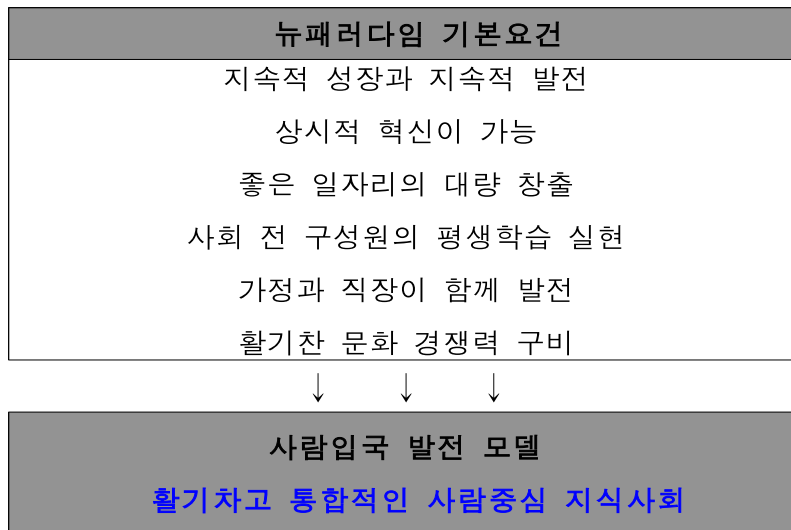 뉴패러다임 기본요건
지속적 성장과 지속적 발전
상시적 혁신이 가능
좋은 일자리의 대량 창출
사회 전 구성원의 평생학습 실현
가정과 직장이 함께 발전
활기찬 문화 경쟁력 구비
↓ ↓ ↓
사람입국 발전 모델
활기차고 통합적인 사람중심 지식사회